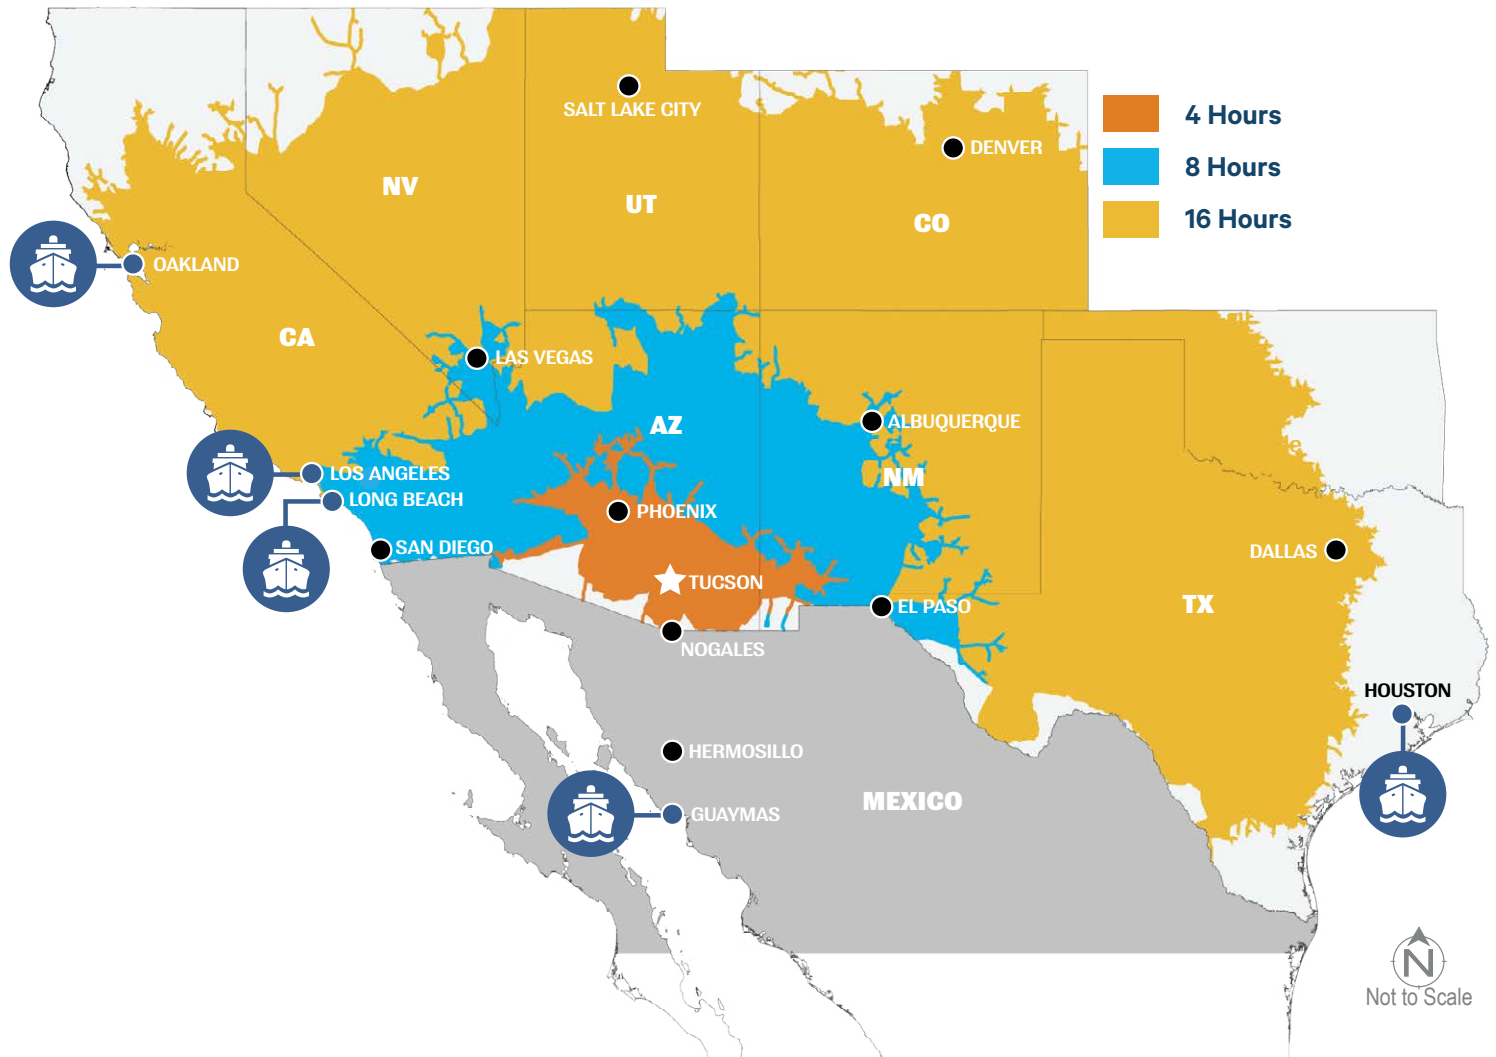 4 Hours
SALT LAKE CITY
DENVER
8 Hours
NV
UT
CO
16 Hours
OAKLAND
CA
LAS VEGAS
AZ
ALBUQUERQUE
LOS ANGELES
NM
LONG BEACH
PHOENIX
SAN DIEGO
DALLAS
TUCSON
EL PASO
TX
NOGALES
HOUSTON
HERMOSILLO
MEXICO
GUAYMAS
N
Not to Scale